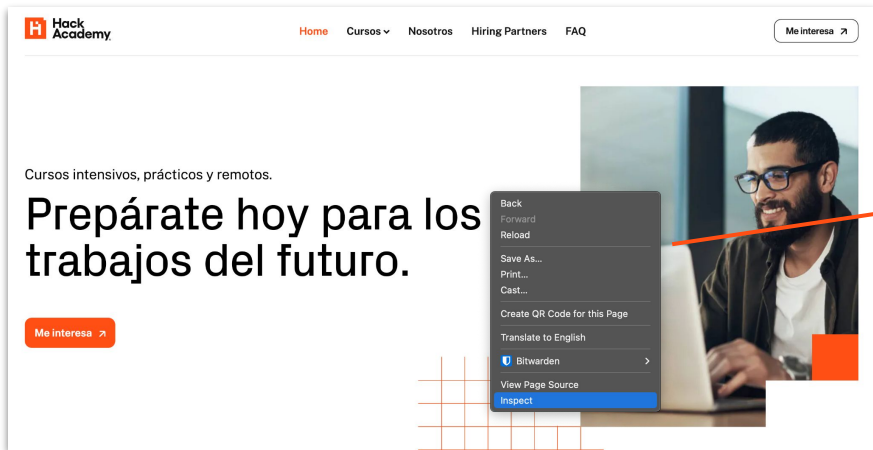 Hack
Academy
Home Cursos Nosotros Hiring Partners FAQ
Me interesa
Cursos intensivos, prácticos y remotos.
Prepárate hoy para los
trabajos del futuro.
Me interesa
Back
Forward
Reload
Save As...
Print...
Cast...
Create QR Code for this Page
Translate to English
Bitwarden
View Page Source
Inspect